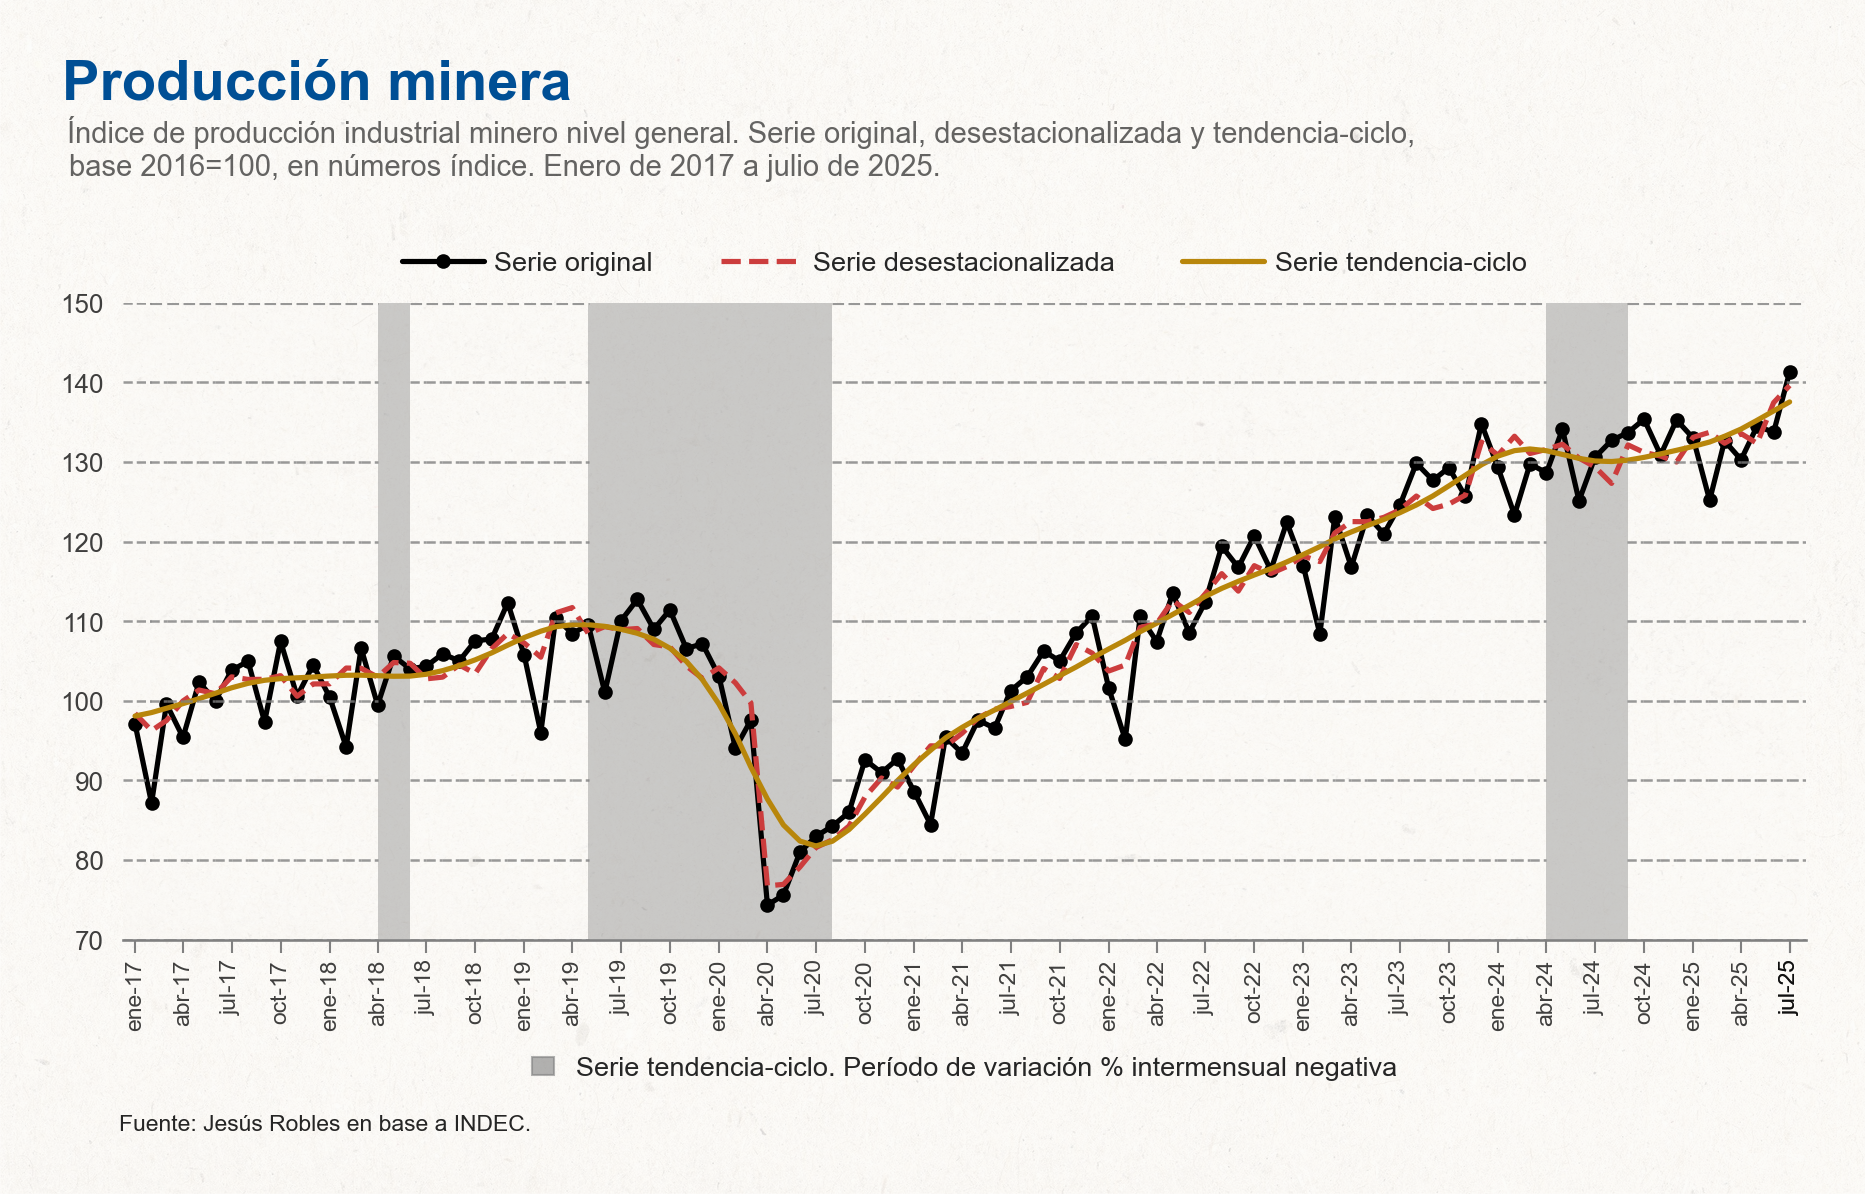 Producción minera
Índice de producción industrial minero nivel general. Serie original, desestacionalizada y tendencia-ciclo,
base 2016=100, en números índice. Enero de 2017 a julio de 2025.
Serie original Serie desestacionalizada Serie tendencia-ciclo
150
140
130
120
110
100
90
80
70
ene-17 abr-17 jul-17 oct-17 ene-18 abr-18 jul-18 oct-18 ene-19 abr-19 jul-19 oct-19 ene-20 abr-20 jul-20 oct-20 ene-21 abr-21 jul-21 oct-21 ene-22 abr-22 jul-22 oct-22 ene-23 abr-23 jul-23 oct-23 ene-24 abr-24 jul-24 oct-24 ene-25 abr-25 jul-25
Serie tendencia-ciclo. Período de variación % intermensual negativa
Fuente: Jesús Robles en base a INDEC.